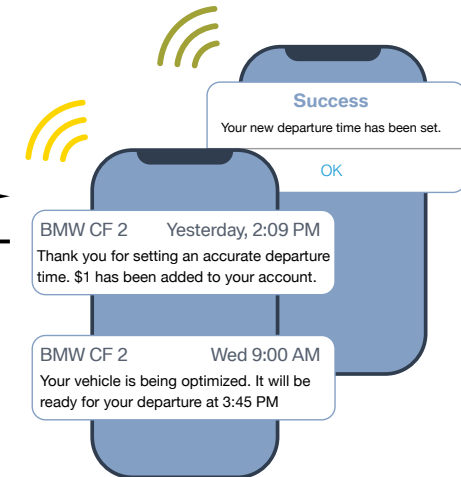 Success
Your new departure time has been set.
OK
BMW CF 2 Yesterday, 2:09 PM
Thank you for setting an accurate departure
time. $1 has been added to your account.
BMW CF 2 Wed 9:00 AM
Your vehicle is being optimized. It will be
ready for your departure at 3:45 PM